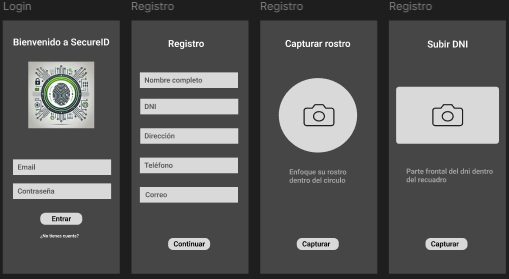 Login
Bienvenido a SecureID
Email
Contraseña
Entrar
¿No tienes cuenta?
Registro
Registro
Nombre completo
DNI
Dirección
Teléfono
Correo
Continuar
Registro
Capturar rostro
Enfoque su rostro
dentro del circulo
Capturar
Registro
Subir DNI
Parte frontal del dni dentro
del recuadro
Capturar